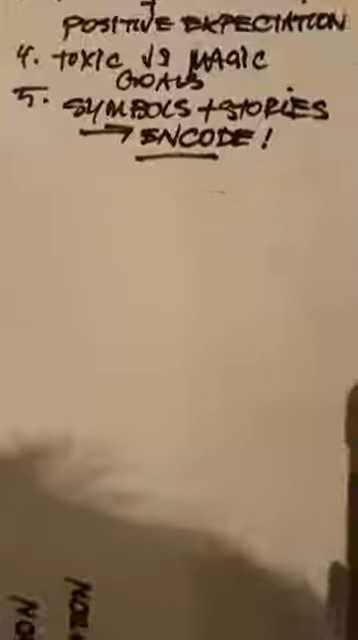 POSITIVE EXPECTATION
4. TOXIC VS MAGIC
GOALS
5. SYMBOLS + STORIES
→ ENCODE!